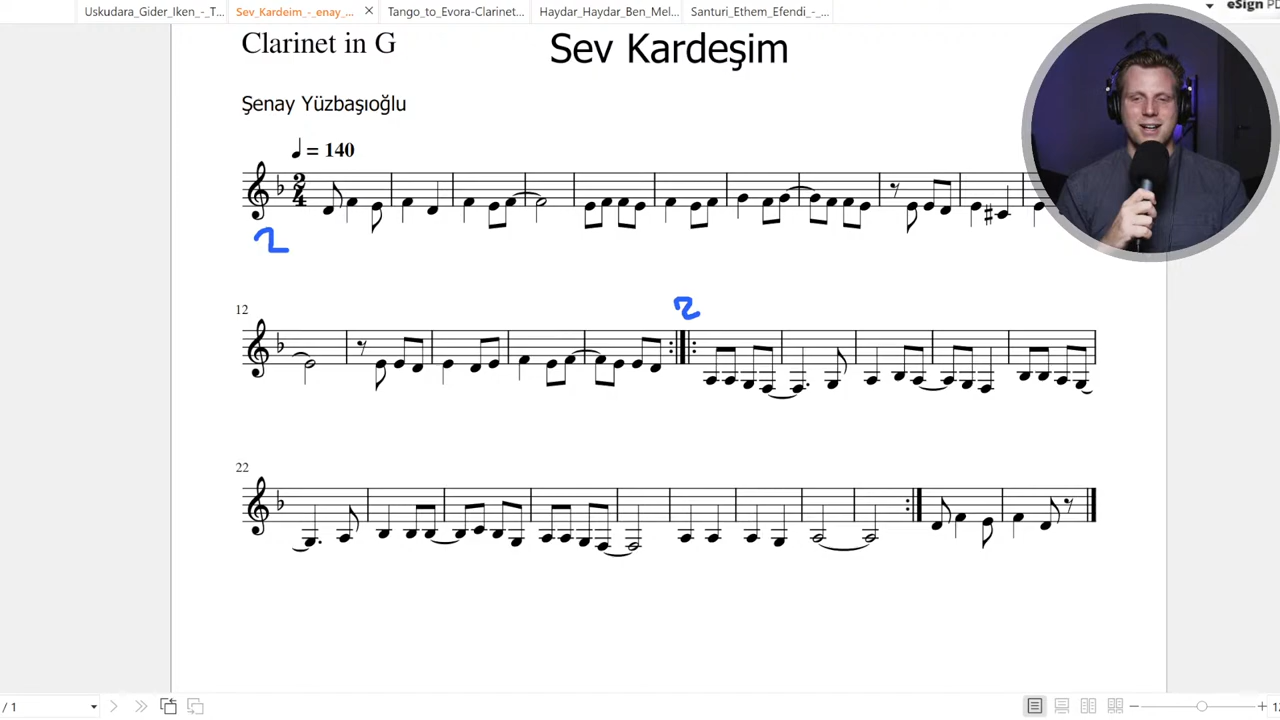 Uskudara_Gider_Iken_-_T... Sev_Kardeim_-_enay_... Tango_to_Evora-Clarinet... Haydar_Haydar_Ben_Mel... Santuri_Ethem_Efendi_-_... eSign PD
Clarinet in G
Sev Kardeşim
Şenay Yüzbaşıoğlu
= 140
2
4
2
12
2
22
/ 1